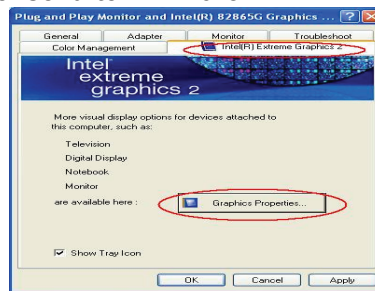 Plug and Play Monitor and Intel(R) 82865G Graphics ...
General Adapter Monitor Troubleshoot
Color Management Intel(R) Extreme Graphics 2
Intel
extreme
graphics 2
More visual display options for devices attached to
this computer, such as:
Television
Digital Display
Notebook
Monitor
are available here :
Graphics Properties...
Show Tray Icon
OK Cancel Apply